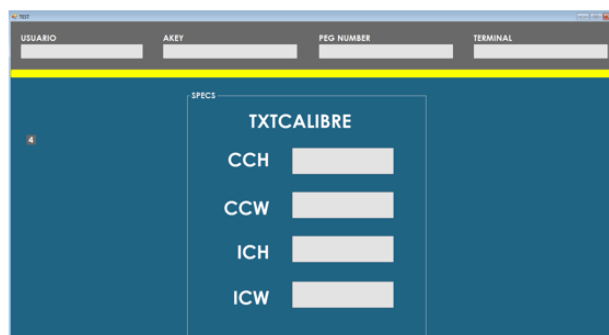 TEST
USUARIO AKEY PEG NUMBER TERMINAL
SPECS
TXTCALIBRE
4
CCH
CCW
ICH
ICW